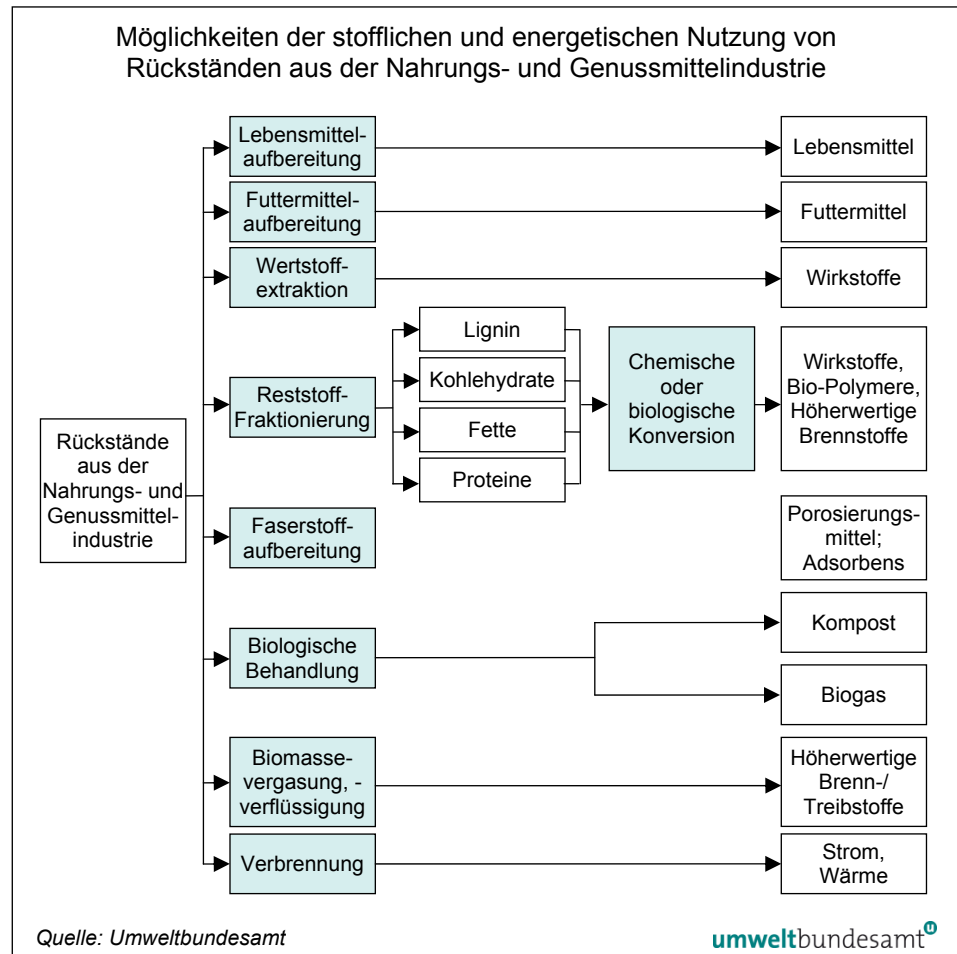 Möglichkeiten der stofflichen und energetischen Nutzung von
Rückständen aus der Nahrungs- und Genussmittelindustrie
Rückstände
aus der
Nahrungs- und
Genussmittel-
industrie
Lebensmittel-
aufbereitung
Lebensmittel
Futtermittel-
aufbereitung
Futtermittel
Wertstoff-
extraktion
Wirkstoffe
Reststoff-
Fraktionierung
Lignin
Kohlehydrate
Fette
Proteine
Chemische
oder
biologische
Konversion
Wirkstoffe,
Bio-Polymere,
Höherwertige
Brennstoffe
Faserstoff-
aufbereitung
Porosierungs-
mittel;
Adsorbens
Biologische
Behandlung
Kompost
Biogas
Biomasse-
vergasung, -
verflüssigung
Höherwertige
Brenn-/
Treibstoffe
Verbrennung
Strom,
Wärme
Quelle: Umweltbundesamt
umweltbundesamt u